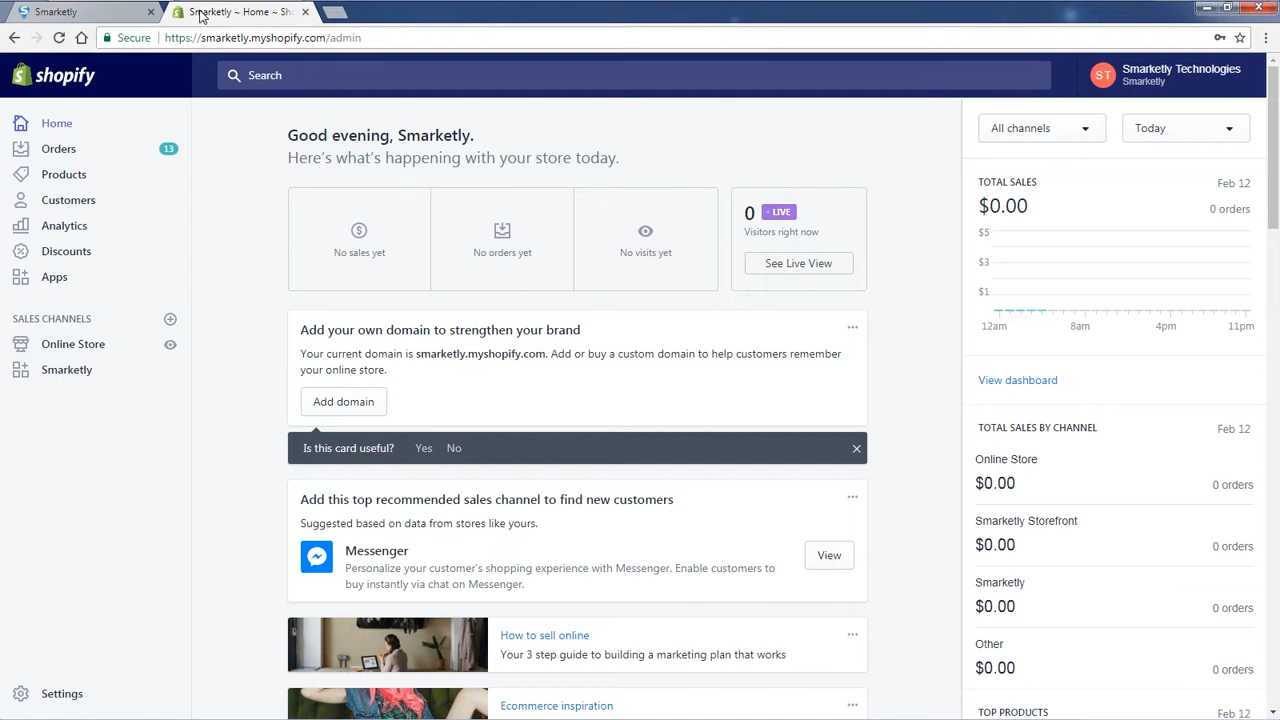 Smarketly
Smarketly ~ Home ~ Sho
Secure
https://smarketly.myshopify.com/admin
shopify
Search
ST
Smarketly Technologies
Smarketly
Home
Orders
13
Products
Customers
Analytics
Discounts
Apps
SALES CHANNELS
Online Store
Smarketly
Settings
Good evening, Smarketly.
Here's what's happening with your store today.
No sales yet
No orders yet
No visits yet
0 LIVE
Visitors right now
See Live View
Add your own domain to strengthen your brand
Your current domain is smarketly.myshopify.com. Add or buy a custom domain to help customers remember
your online store.
Add domain
Is this card useful? Yes No
Add this top recommended sales channel to find new customers
Suggested based on data from stores like yours.
Messenger
Personalize your customer's shopping experience with Messenger. Enable customers to
buy instantly via chat on Messenger.
View
How to sell online
Your 3 step guide to building a marketing plan that works
Ecommerce inspiration
All channels
Today
TOTAL SALES Feb 12
$0.00 0 orders
$5
$3
$1
12am 8am 4pm 11pm
View dashboard
TOTAL SALES BY CHANNEL Feb 12
Online Store
$0.00 0 orders
Smarketly Storefront
$0.00 0 orders
Smarketly
$0.00 0 orders
Other
$0.00 0 orders
TOP PRODUCTS Feb 12